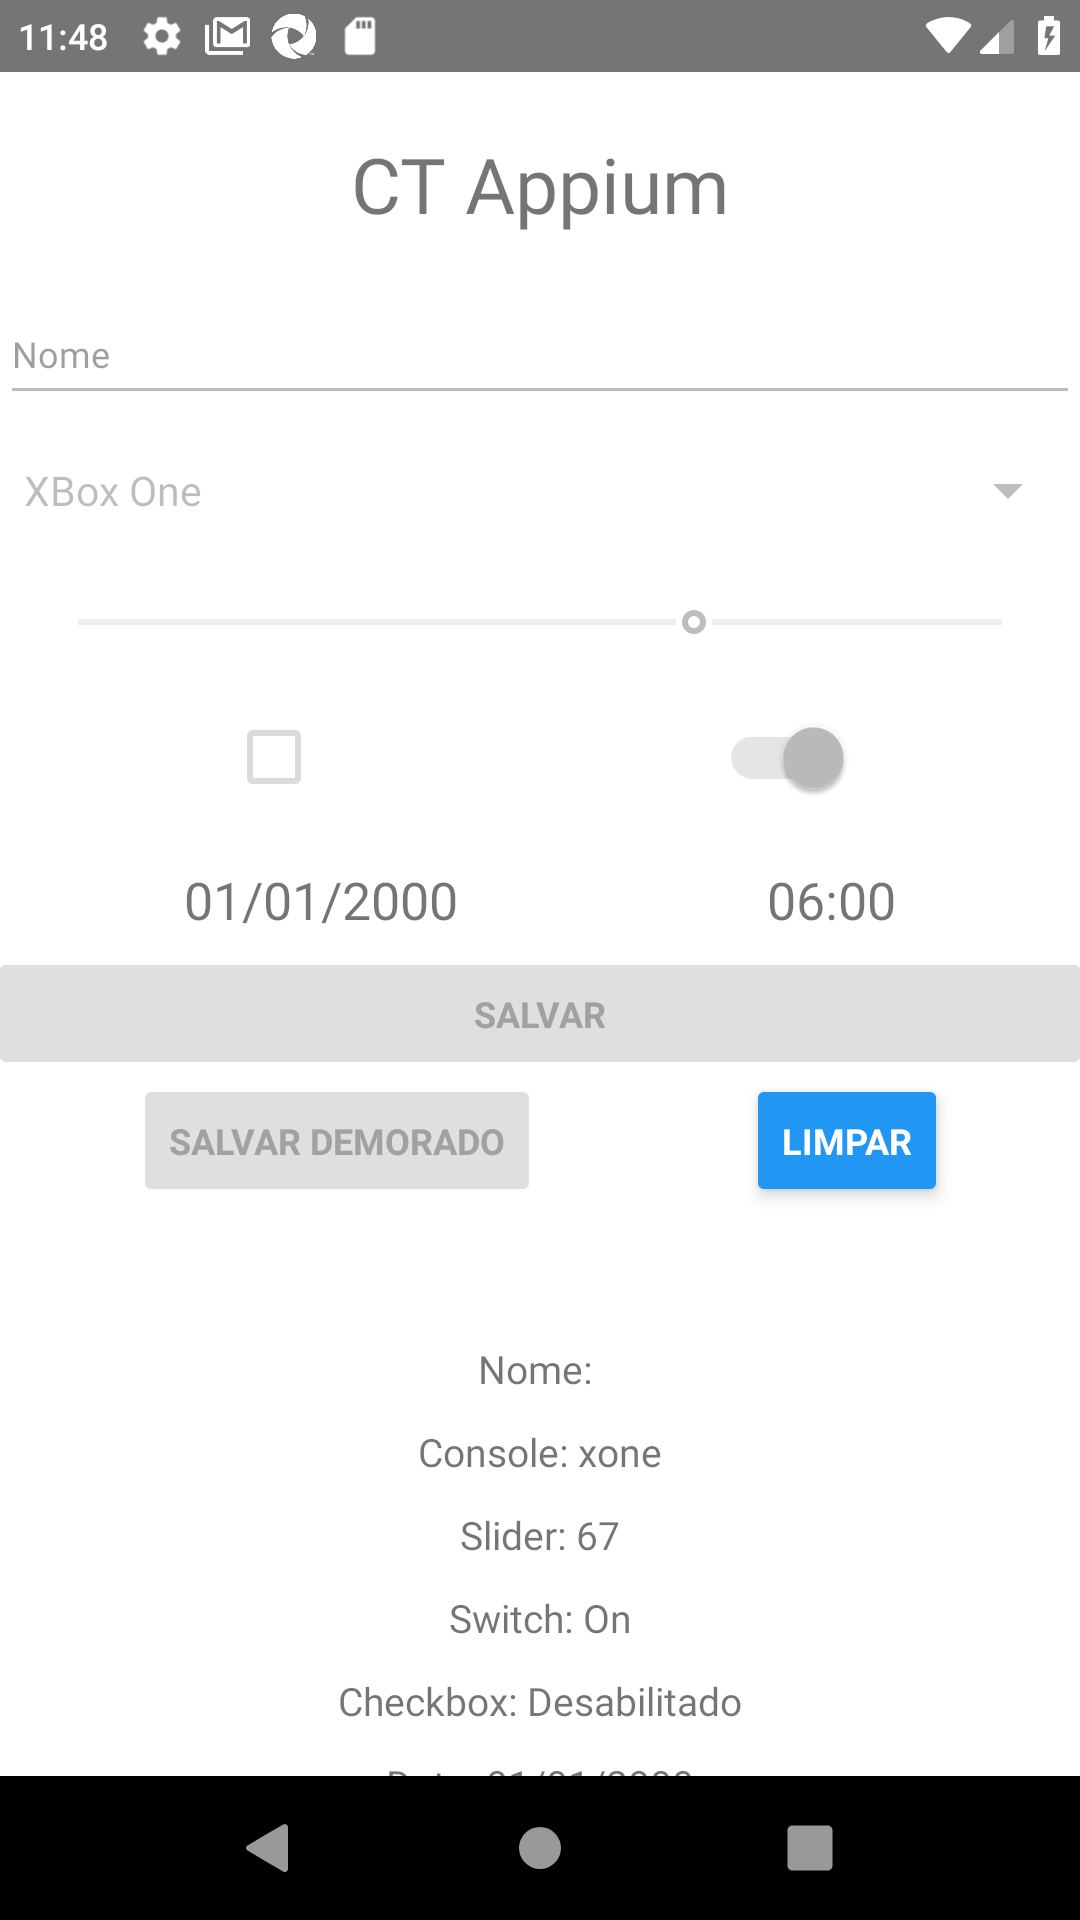 11:48
CT Appium
Nome
XBox One
01/01/2000 06:00
SALVAR
SALVAR DEMORADO LIMPAR
Nome:
Console: xone
Slider: 67
Switch: On
Checkbox: Desabilitado